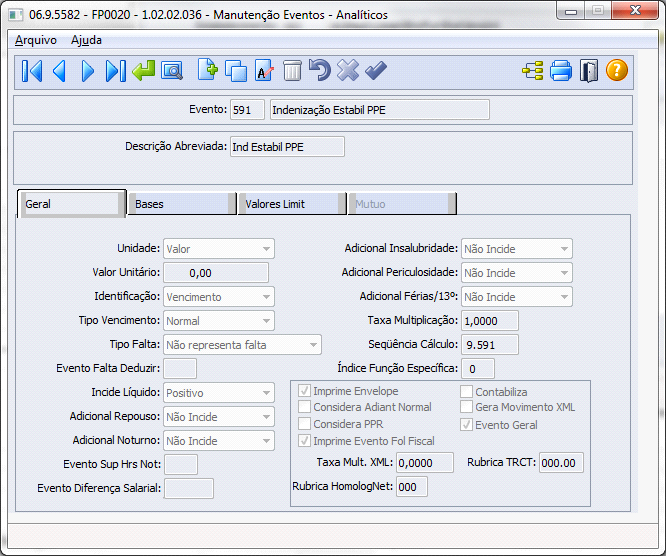 06.9.5582 - FP0020 - 1.02.02.036 - Manutenção Eventos - Analíticos
Arquivo Ajuda
Evento: 591 Indenização Estabil PPE
Descrição Abreviada: Ind Estabil PPE
Geral Bases Valores Limit Mutuo
Unidade: Valor Adicional Insalubridade: Não Incide
Valor Unitário: 0,00 Adicional Periculosidade: Não Incide
Identificação: Vencimento Adicional Férias/13º: Não Incide
Tipo Vencimento: Normal Taxa Multiplicação: 1,0000
Tipo Falta: Não representa falta Seqüência Cálculo: 9.591
Evento Falta Deduzir: Índice Função Específica: 0
Incide Líquido: Positivo Imprime Envelope Contabiliza
Adicional Repouso: Não Incide Considera Adiant Normal Gera Movimento XML
Considera PPR Evento Geral
Adicional Noturno: Não Incide Imprime Evento Fol Fiscal
Evento Sup Hrs Not: Taxa Mult. XML: 0,0000 Rubrica TRCT: 000.00
Evento Diferença Salarial: Rubrica HomologNet: 000